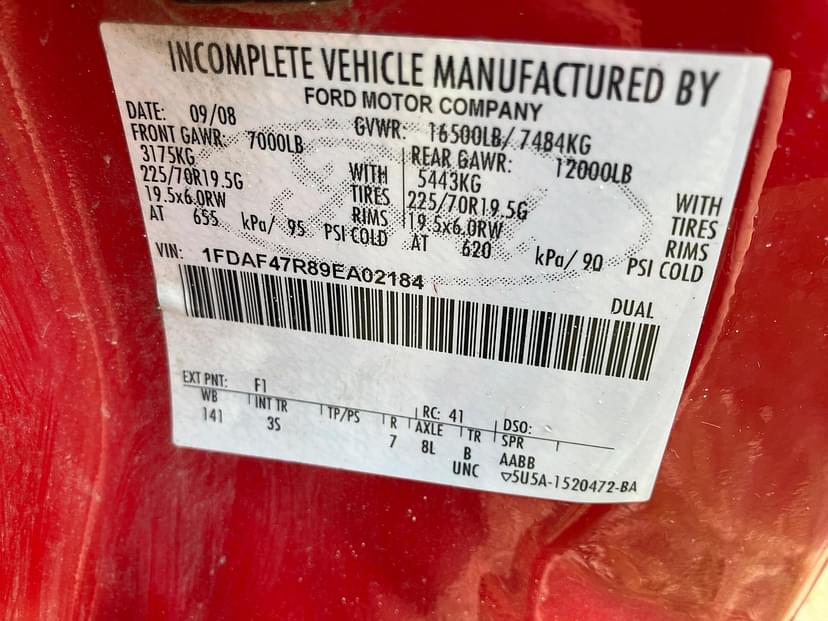 INCOMPLETE VEHICLE MANUFACTURED BY
FORD MOTOR COMPANY
DATE: 09/08 GVWR: 16500LB/ 7484KG
FRONT GAWR: 7000LB REAR GAWR: 12000LB
3175KG WITH 5443KG WITH
225/70R19.5G TIRES 225/70R19.5G TIRES
19.5x6.0RW RIMS 19.5x6.0RW RIMS
AT 655 kPa/ 95 PSI COLD AT 620 kPa/ 90 PSI COLD
VIN: 1FDAF47R89EA02184
DUAL
EXT PNT: F1 RC: 41 DSO:
WB INT TR TP/PS R AXLE TR SPR
141 3S 7 8L B AABB
UNC ▽5U5A-1520472-BA